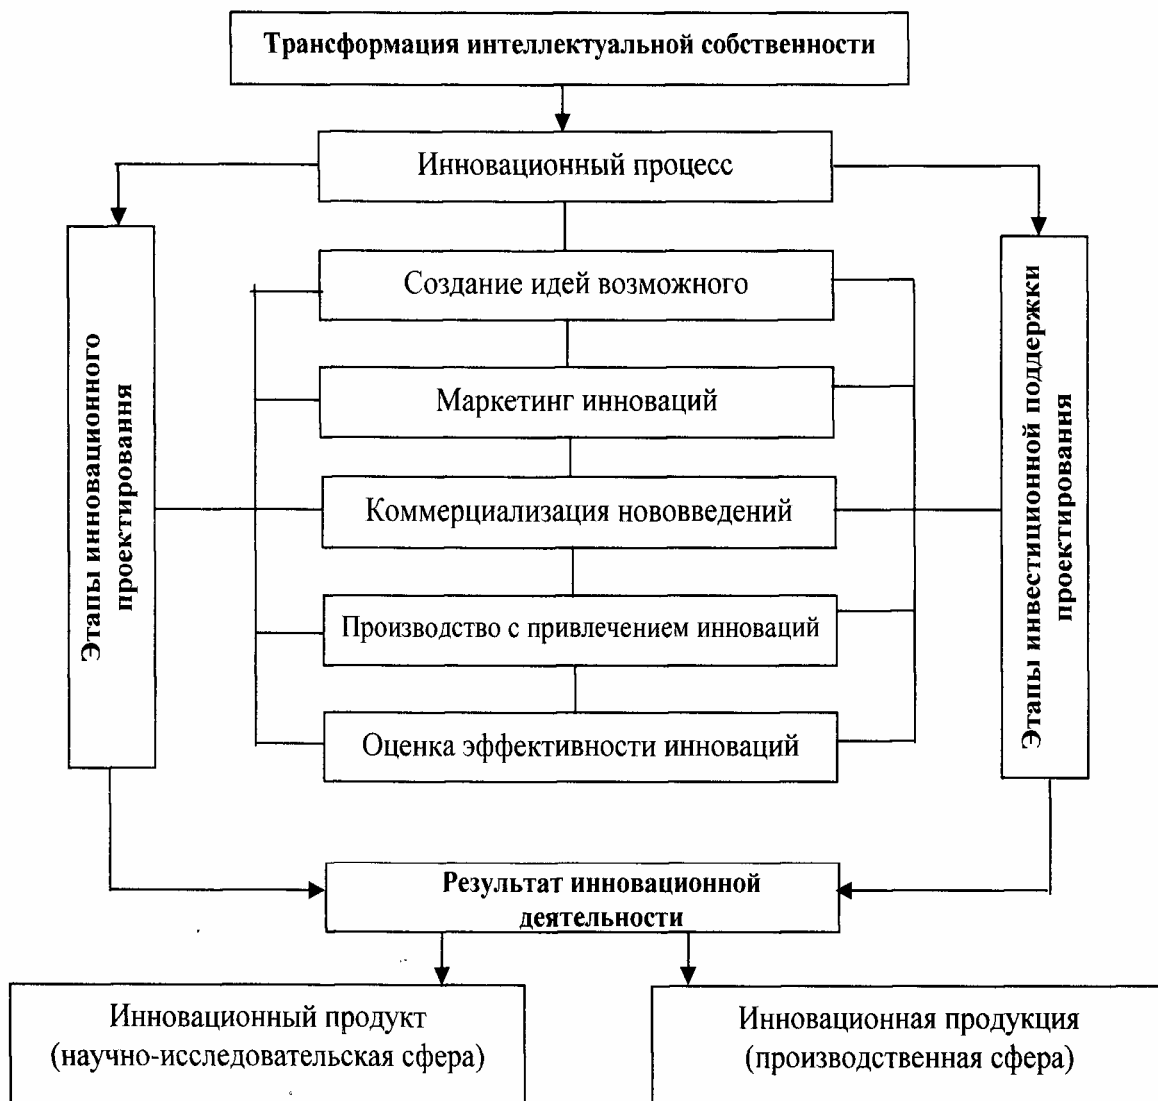 Трансформация интеллектуальной собственности
Инновационный процесс
Этапы инновационного
проектирования
Создание идей возможного
Маркетинг инноваций
Коммерциализация нововведений
Производство с привлечением инноваций
Оценка эффективности инноваций
Этапы инвестиционной поддержки
проектирования
Результат инновационной
деятельности
Инновационный продукт
(научно-исследовательская сфера)
Инновационная продукция
(производственная сфера)